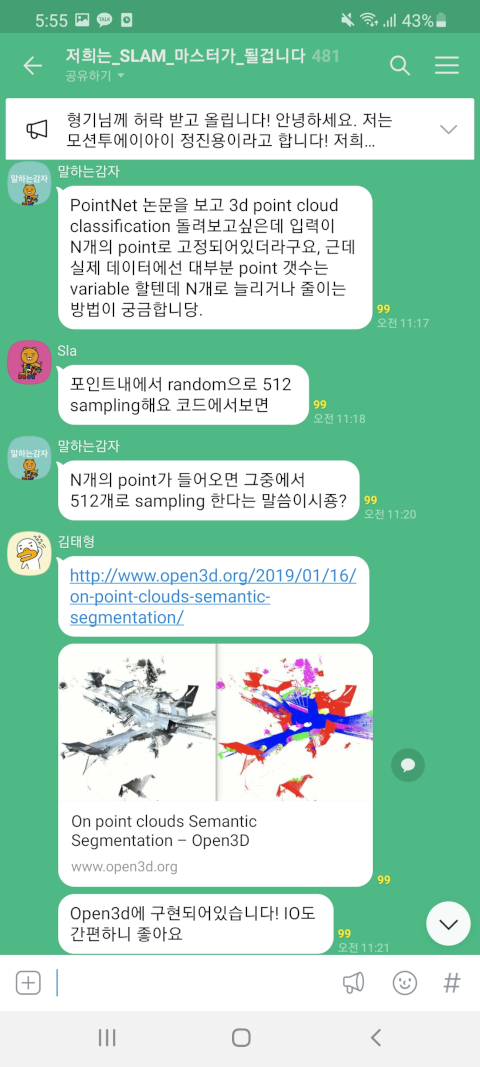 5:55
TALK
43%
저희는_SLAM_마스터가_될겁니다 481
공유하기
형기님께 허락 받고 올립니다! 안녕하세요. 저는
모션투에이아이 정진용이라고 합니다! 저희...
말하는감자
말하는감자
PointNet 논문을 보고 3d point cloud
classification 돌려보고싶은데 입력이
N개의 point로 고정되어있더라구요, 근데
실제 데이터에선 대부분 point 갯수는
variable 할텐데 N개로 늘리거나 줄이는
방법이 궁금합니당.
99
오전 11:17
Sla
포인트내에서 random으로 512
sampling해요 코드에서보면
99
오전 11:18
말하는감자
말하는감자
N개의 point가 들어오면 그중에서
512개로 sampling 한다는 말씀이시죵?
99
오전 11:20
김태형
http://www.open3d.org/2019/01/16/
on-point-clouds-semantic-
segmentation/
On point clouds Semantic
Segmentation – Open3D
www.open3d.org
99
Open3d에 구현되어있습니다! IO도
간편하니 좋아요
99
오전 11:21
#